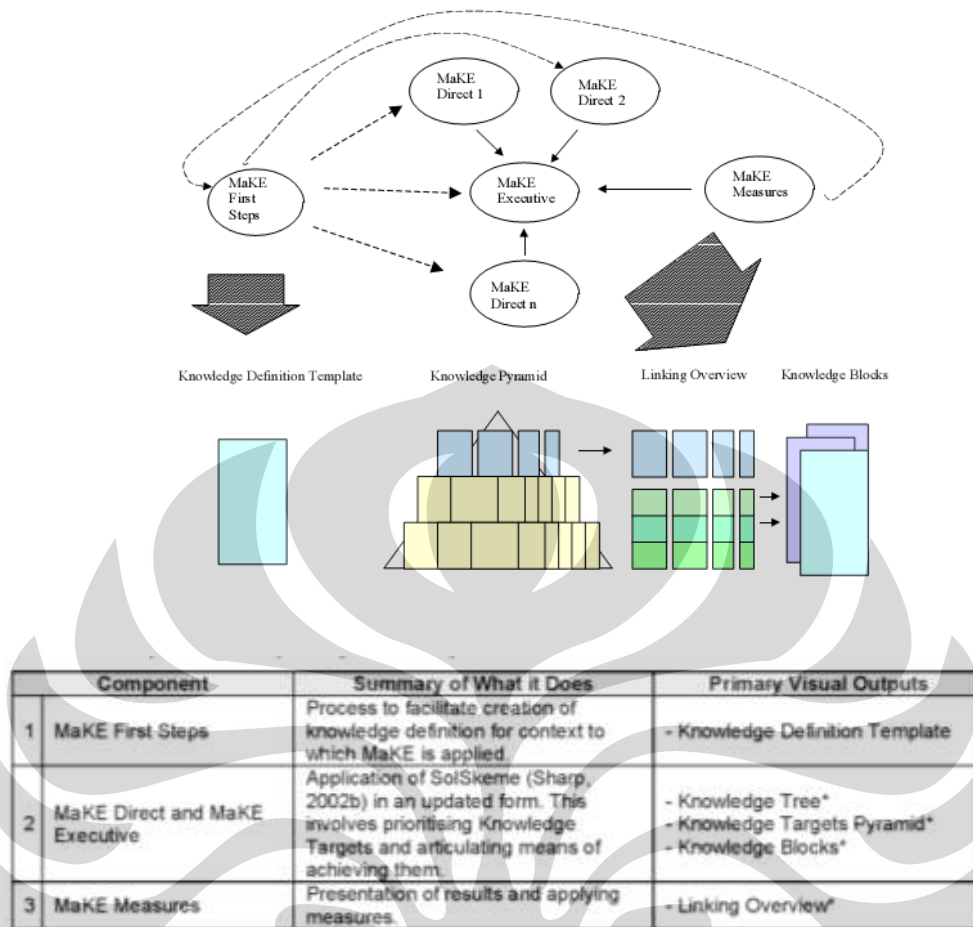 MaKE
Direct 1
MaKE
Direct 2
MaKE
First
Steps
MaKE
Executive
MaKE
Measures
MaKE
Direct n
Knowledge Definition Template
Knowledge Pyramid
Linking Overview
Knowledge Blocks
Component
Summary of What it Does
Primary Visual Outputs
1
MaKE First Steps
Process to facilitate creation of
knowledge definition for context to
which MaKE is applied.
- Knowledge Definition Template
2
MaKE Direct and MaKE
Executive
Application of SolSkeme (Sharp,
2002b) in an updated form. This
involves prioritising Knowledge
Targets and articulating means of
achieving them.
- Knowledge Tree*
- Knowledge Targets Pyramid*
- Knowledge Blocks*
3
MaKE Measures
Presentation of results and applying
measures.
- Linking Overview*